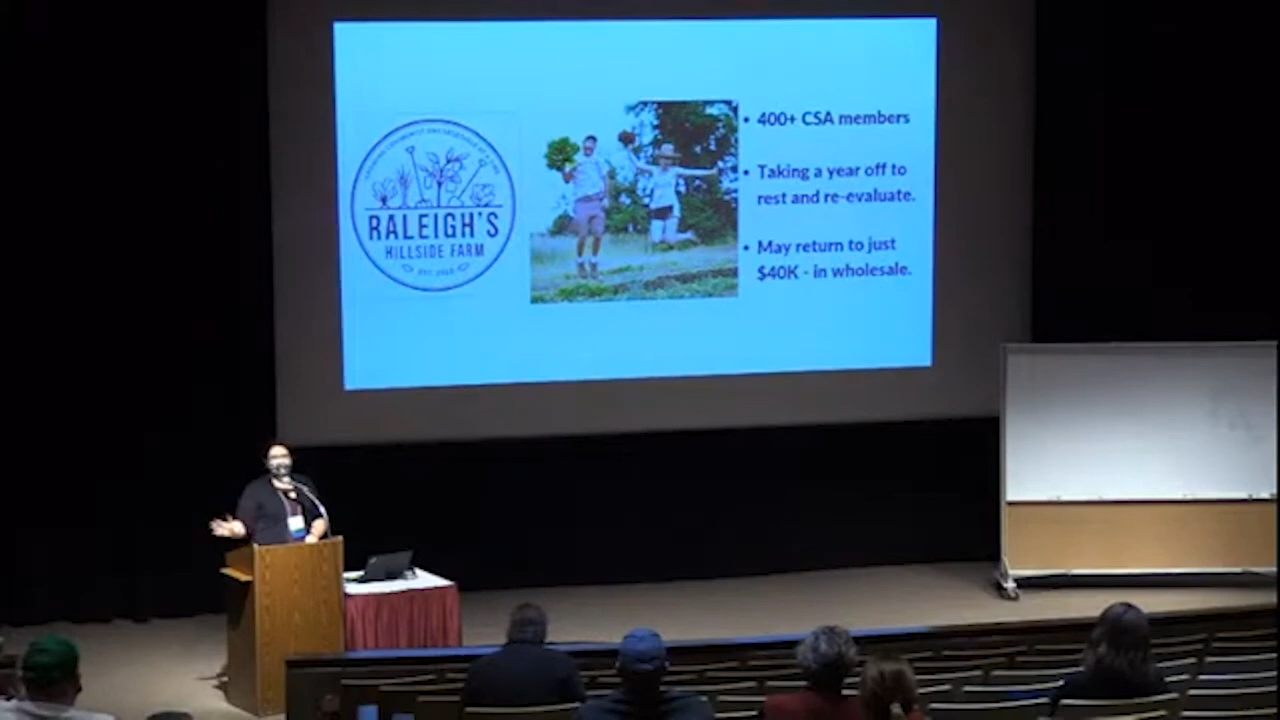 RALEIGH'S
HILLSIDE FARM
• 400+ CSA members
• Taking a year off to
rest and re-evaluate.
• May return to just
$40K - in wholesale.